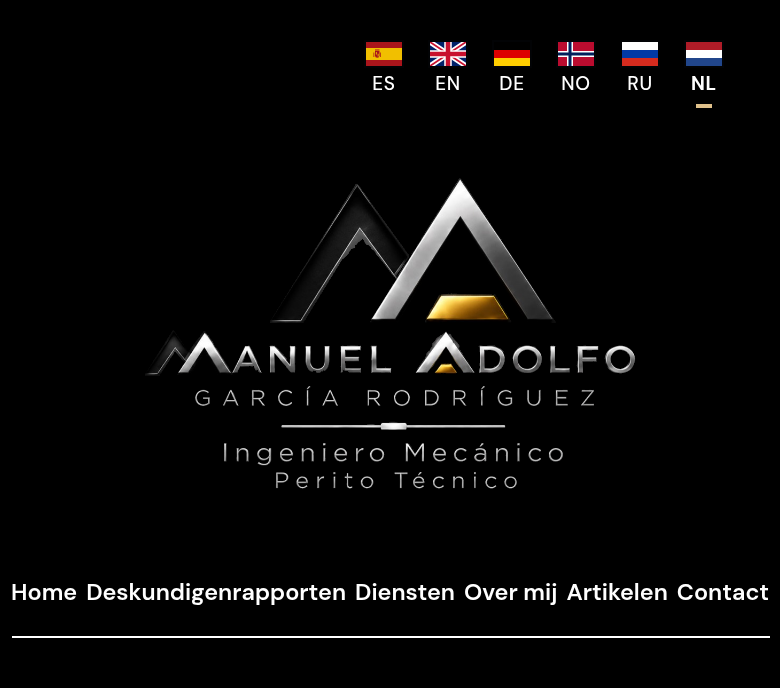 ES EN DE NO RU NL
MANUEL ADOLFO
GARCÍA RODRÍGUEZ
Ingeniero Mecánico
Perito Técnico
Home Deskundigenrapporten Diensten Over mij Artikelen Contact